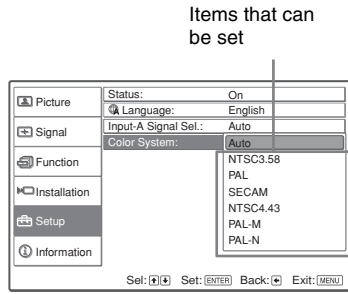 Items that can
be set
Picture
Signal
Function
Installation
Setup
Information
Status: On
Language: English
Input-A Signal Sel.: Auto
Color System: Auto
NTSC3.58
PAL
SECAM
NTSC4.43
PAL-M
PAL-N
Sel: Set: ENTER Back: Exit: MENU